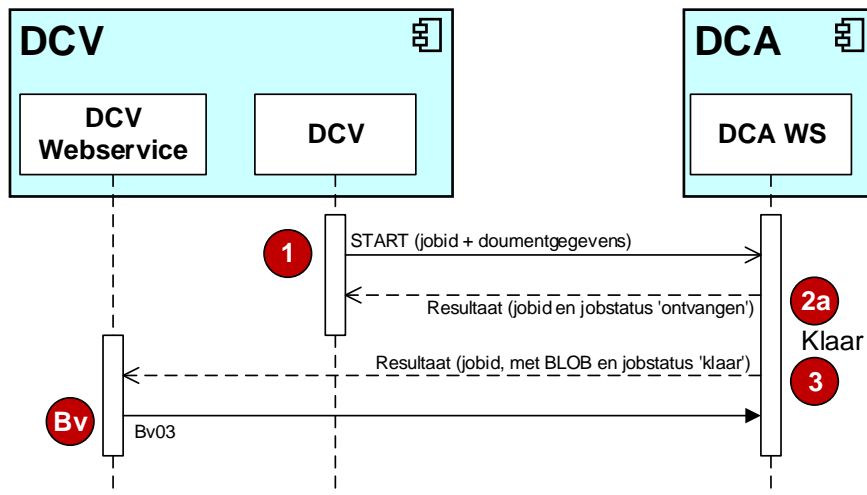 DCV
DCA
DCV
Webservice
DCV
DCA WS
1
START (jobid + doumentgegevens)
2a
Resultaat (jobid en jobstatus 'ontvangen')
Klaar
Resultaat (jobid, met BLOB en jobstatus 'klaar')
3
Bv
Bv03